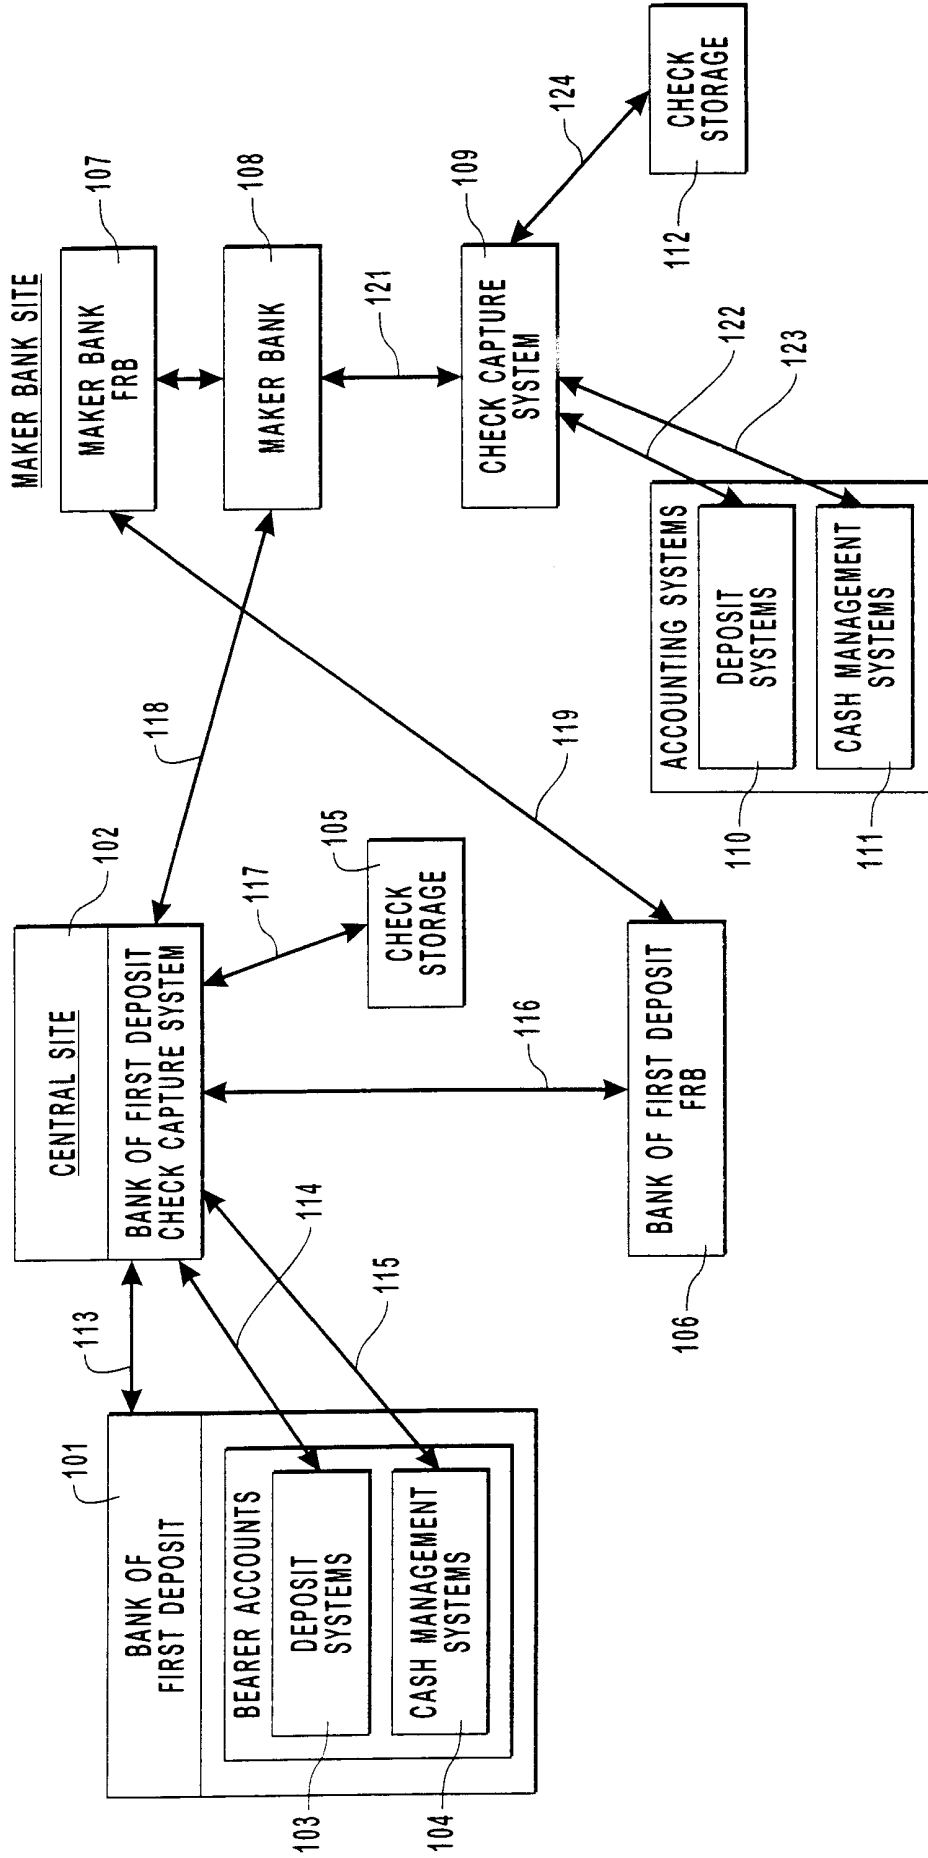 BANK OF
FIRST DEPOSIT
101
BEARER ACCOUNTS
DEPOSIT
SYSTEMS
103
CASH MANAGEMENT
SYSTEMS
104
113
114
115
CENTRAL SITE
102
BANK OF FIRST DEPOSIT
CHECK CAPTURE SYSTEM
117
105
CHECK
STORAGE
116
BANK OF FIRST DEPOSIT
FRB
106
118
119
MAKER BANK SITE
MAKER BANK
FRB
107
MAKER BANK
108
121
CHECK CAPTURE
SYSTEM
109
124
CHECK
STORAGE
112
122
123
ACCOUNTING SYSTEMS
DEPOSIT
SYSTEMS
110
CASH MANAGEMENT
SYSTEMS
111